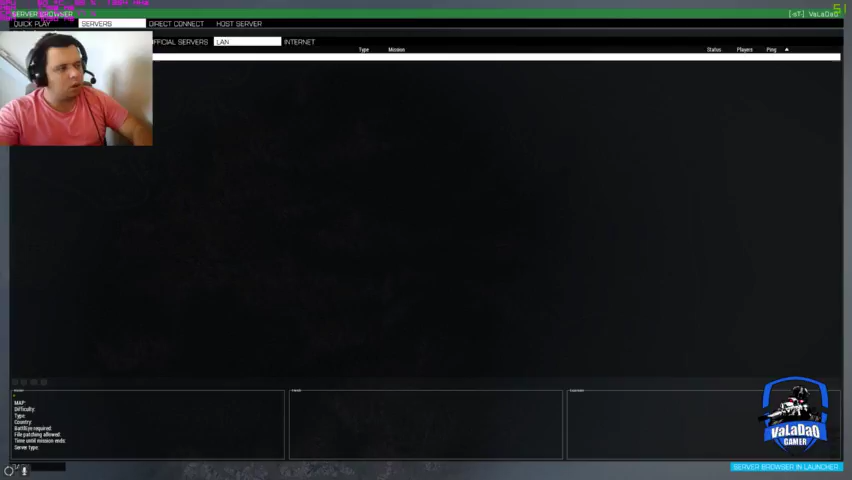 SERVER BROWSER
[-sT-] VaLaDaO
51
QUICK PLAY
SERVERS
DIRECT CONNECT
HOST SERVER
OFFICIAL SERVERS
LAN
INTERNET
Type
Mission
Status
Players
Ping
MAP:
Difficulty:
Type:
Country:
BattlEye required:
File patching allowed:
Time until mission ends:
Server type:
VaLaDaO
GAMER
SERVER BROWSER IN LAUNCHER